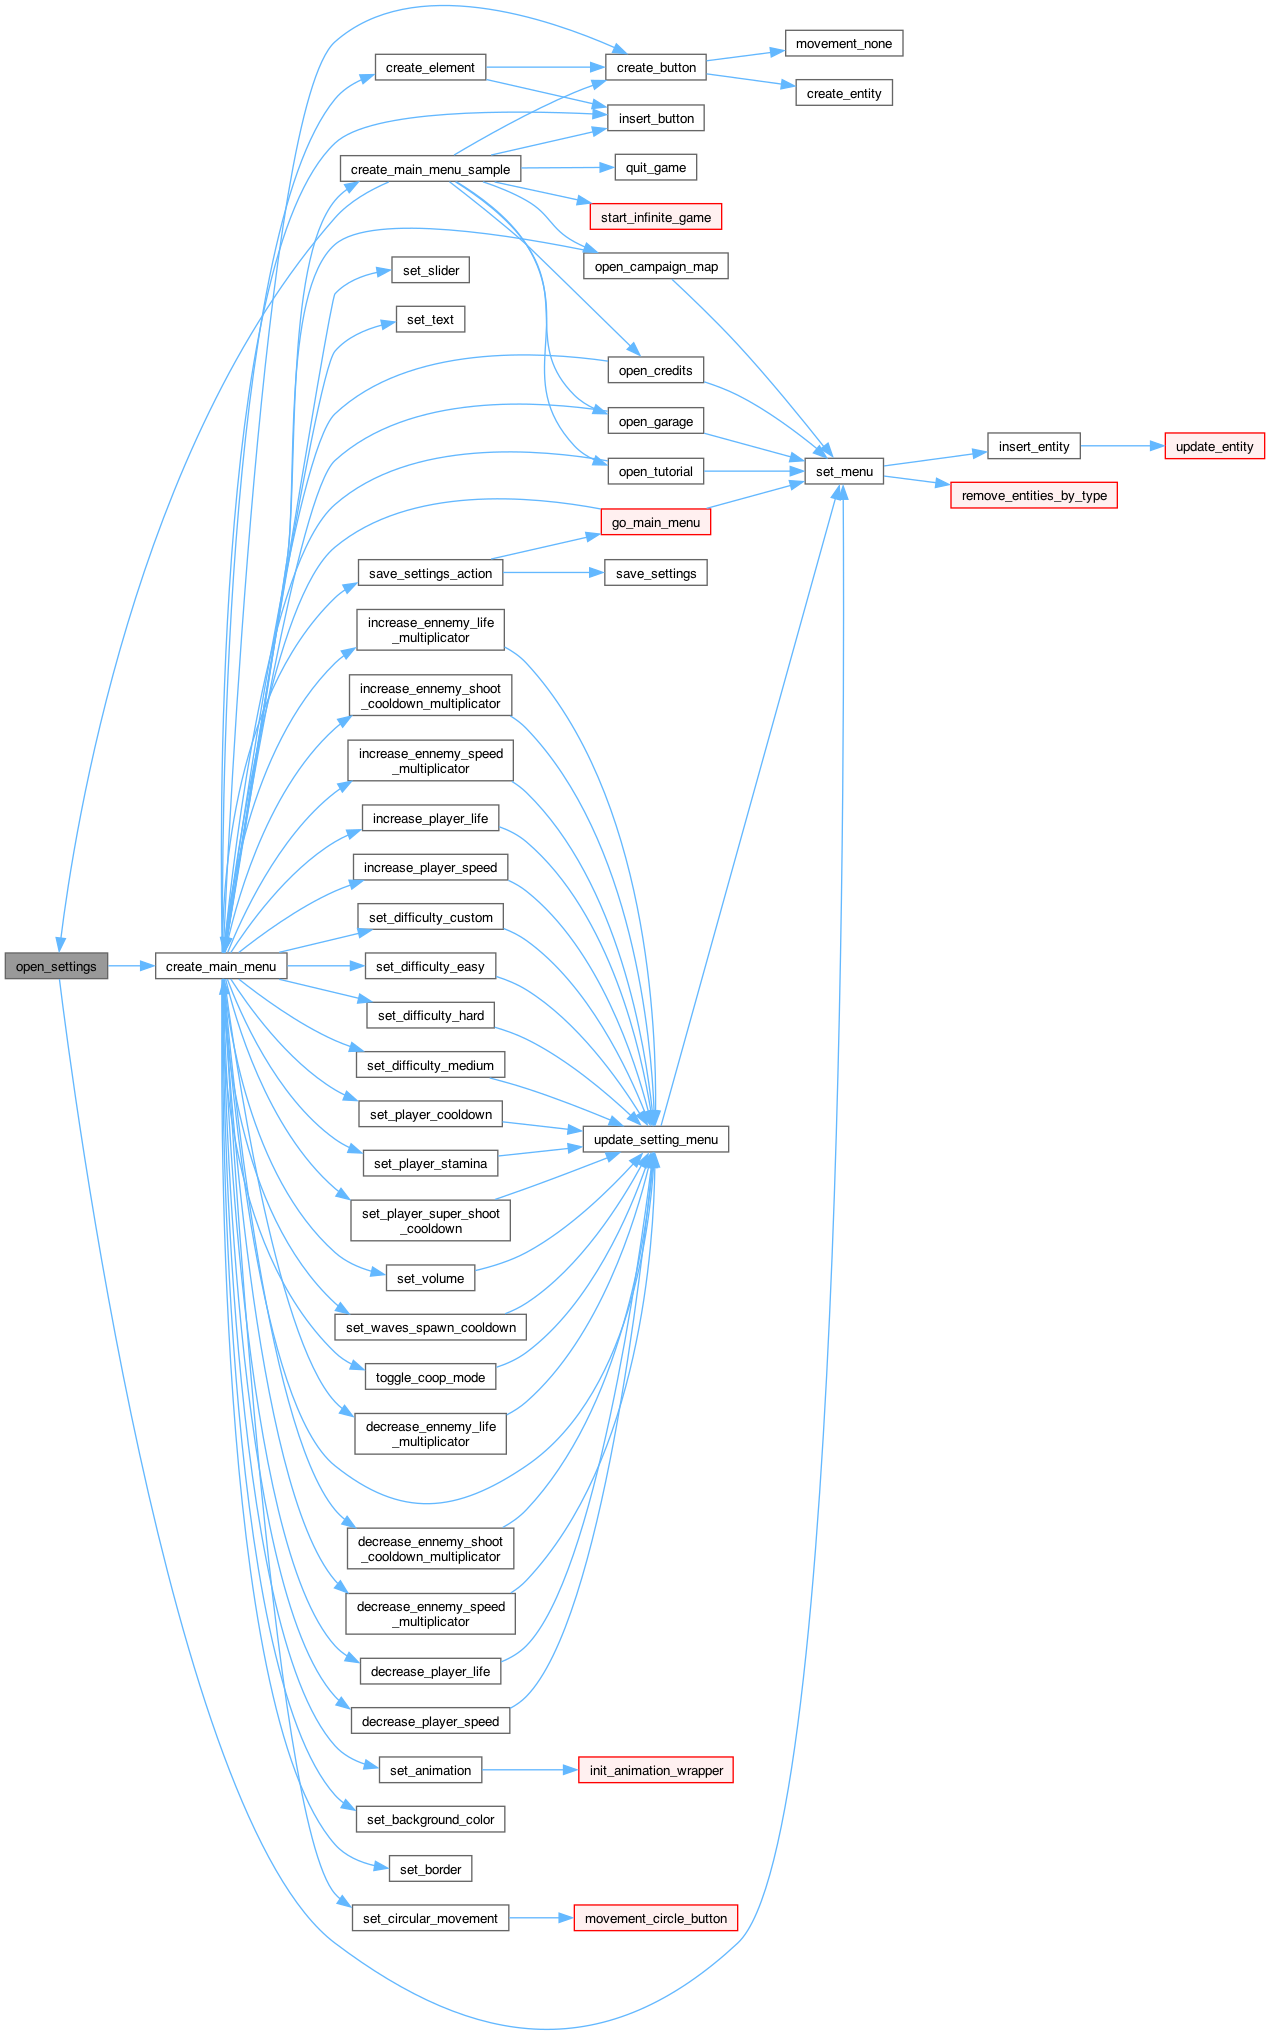 movement_none
create_element
create_button
create_entity
insert_button
create_main_menu_sample
quit_game
start_infinite_game
set_slider
open_campaign_map
set_text
open_credits
open_garage
insert_entity
update_entity
open_tutorial
set_menu
remove_entities_by_type
go_main_menu
save_settings_action
save_settings
increase_ennemy_life
_multiplicator
increase_ennemy_shoot
_cooldown_multiplicator
increase_ennemy_speed
_multiplicator
increase_player_life
increase_player_speed
set_difficulty_custom
open_settings
create_main_menu
set_difficulty_easy
set_difficulty_hard
set_difficulty_medium
set_player_cooldown
update_setting_menu
set_player_stamina
set_player_super_shoot
_cooldown
set_volume
set_waves_spawn_cooldown
toggle_coop_mode
decrease_ennemy_life
_multiplicator
decrease_ennemy_shoot
_cooldown_multiplicator
decrease_ennemy_speed
_multiplicator
decrease_player_life
decrease_player_speed
set_animation
init_animation_wrapper
set_background_color
set_border
set_circular_movement
movement_circle_button